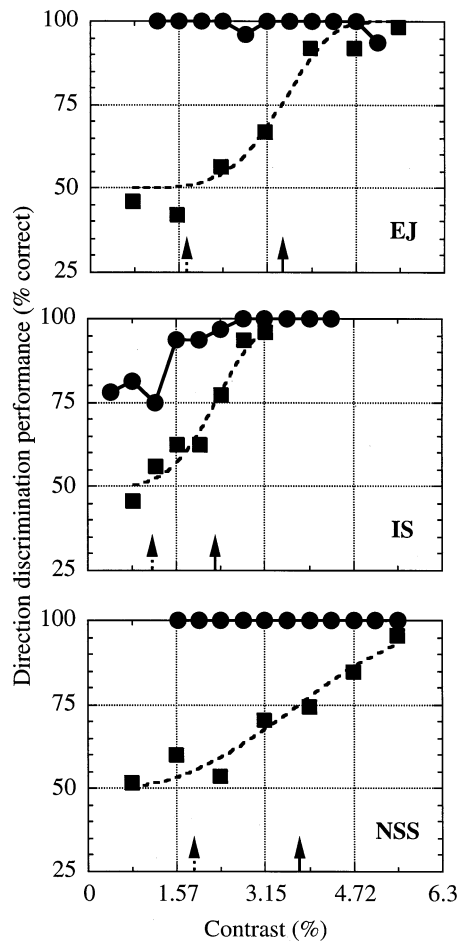 Direction discrimination performance (% correct)
100
75
50
25
EJ
100
75
50
25
IS
100
75
50
25
NSS
0 1.57 3.15 4.72 6.3
Contrast (%)